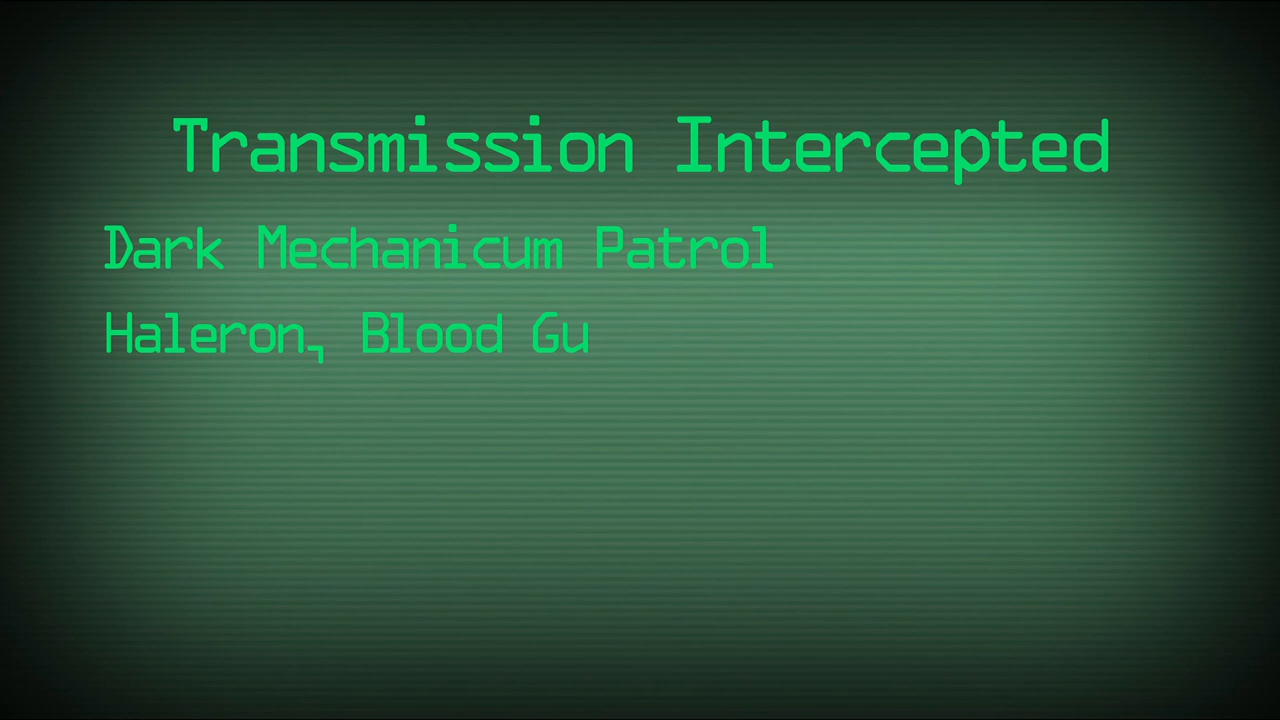 Transmission Intercepted
Dark Mechanicum Patrol
Haleron, Blood Gu